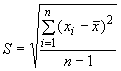 S = √( Σ_{i=1}^{n} (x_i − x̄)² / (n − 1) )